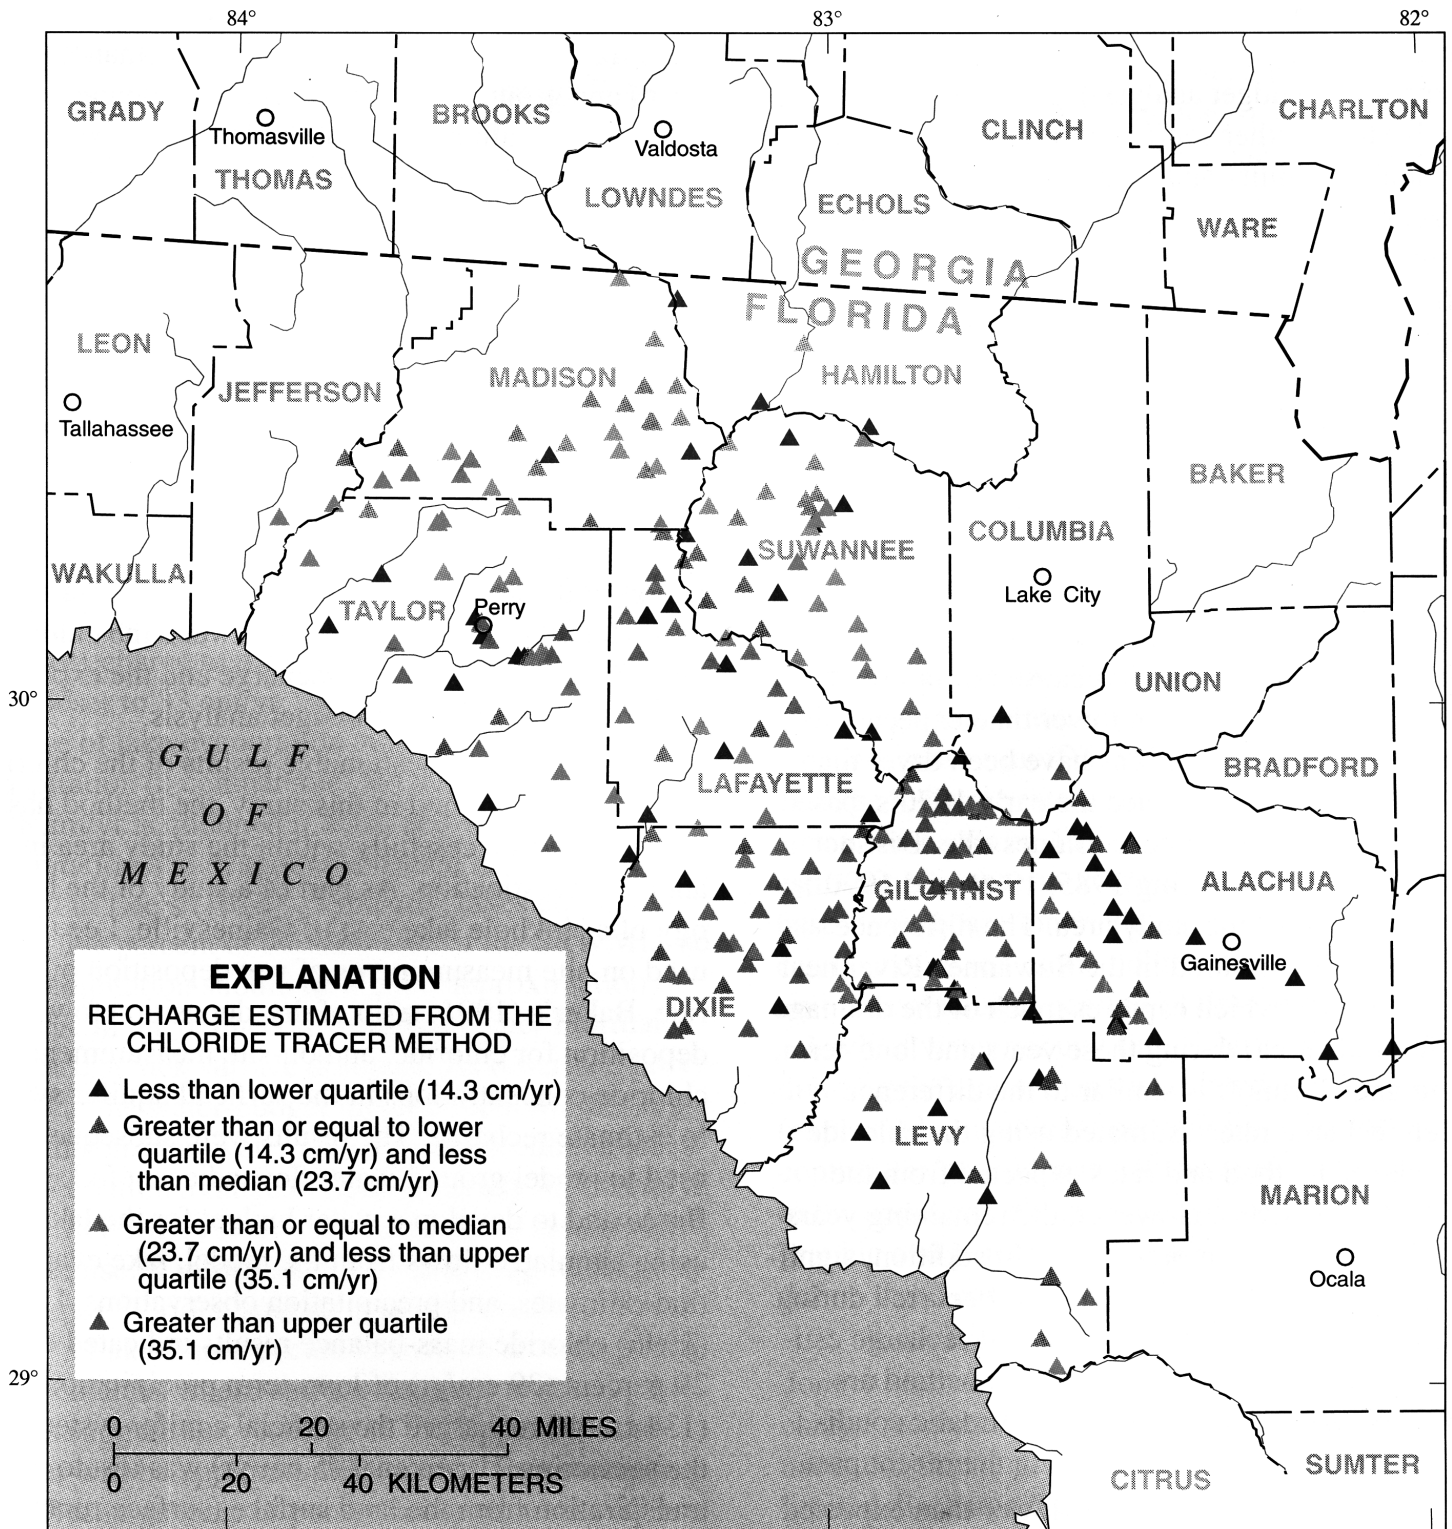 84°
83°
82°
GRADY
BROOKS
CLINCH
CHARLTON
Thomasville
Valdosta
THOMAS
LOWNDES
ECHOLS
WARE
GEORGIA
FLORIDA
LEON
JEFFERSON
MADISON
HAMILTON
Tallahassee
BAKER
COLUMBIA
SUWANNEE
WAKULLA
Lake City
TAYLOR
Perry
UNION
30°
GULF
OF
MEXICO
LAFAYETTE
BRADFORD
GILCHRIST
ALACHUA
Gainesville
DIXIE
LEVY
MARION
Ocala
EXPLANATION
RECHARGE ESTIMATED FROM THE
CHLORIDE TRACER METHOD
Less than lower quartile (14.3 cm/yr)
Greater than or equal to lower
quartile (14.3 cm/yr) and less
than median (23.7 cm/yr)
Greater than or equal to median
(23.7 cm/yr) and less than upper
quartile (35.1 cm/yr)
Greater than upper quartile
(35.1 cm/yr)
29°
0 20 40 MILES
0 20 40 KILOMETERS
CITRUS
SUMTER